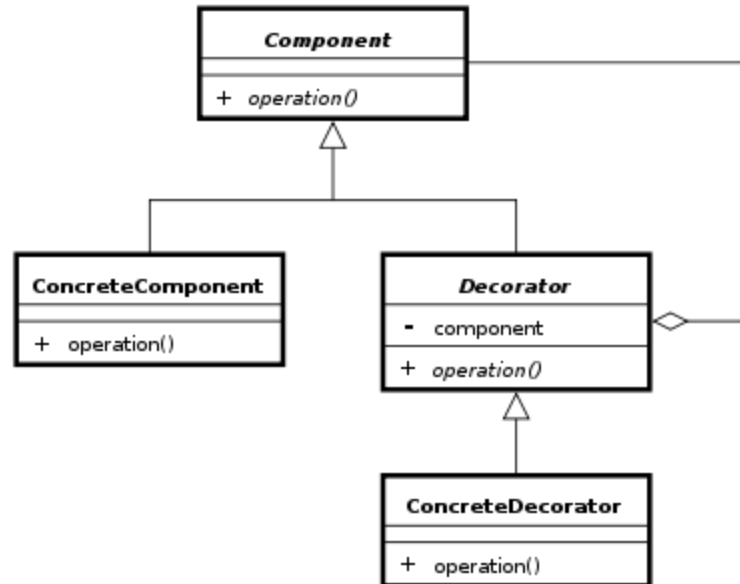 Component
+ operation()
ConcreteComponent
+ operation()
Decorator
- component
+ operation()
ConcreteDecorator
+ operation()